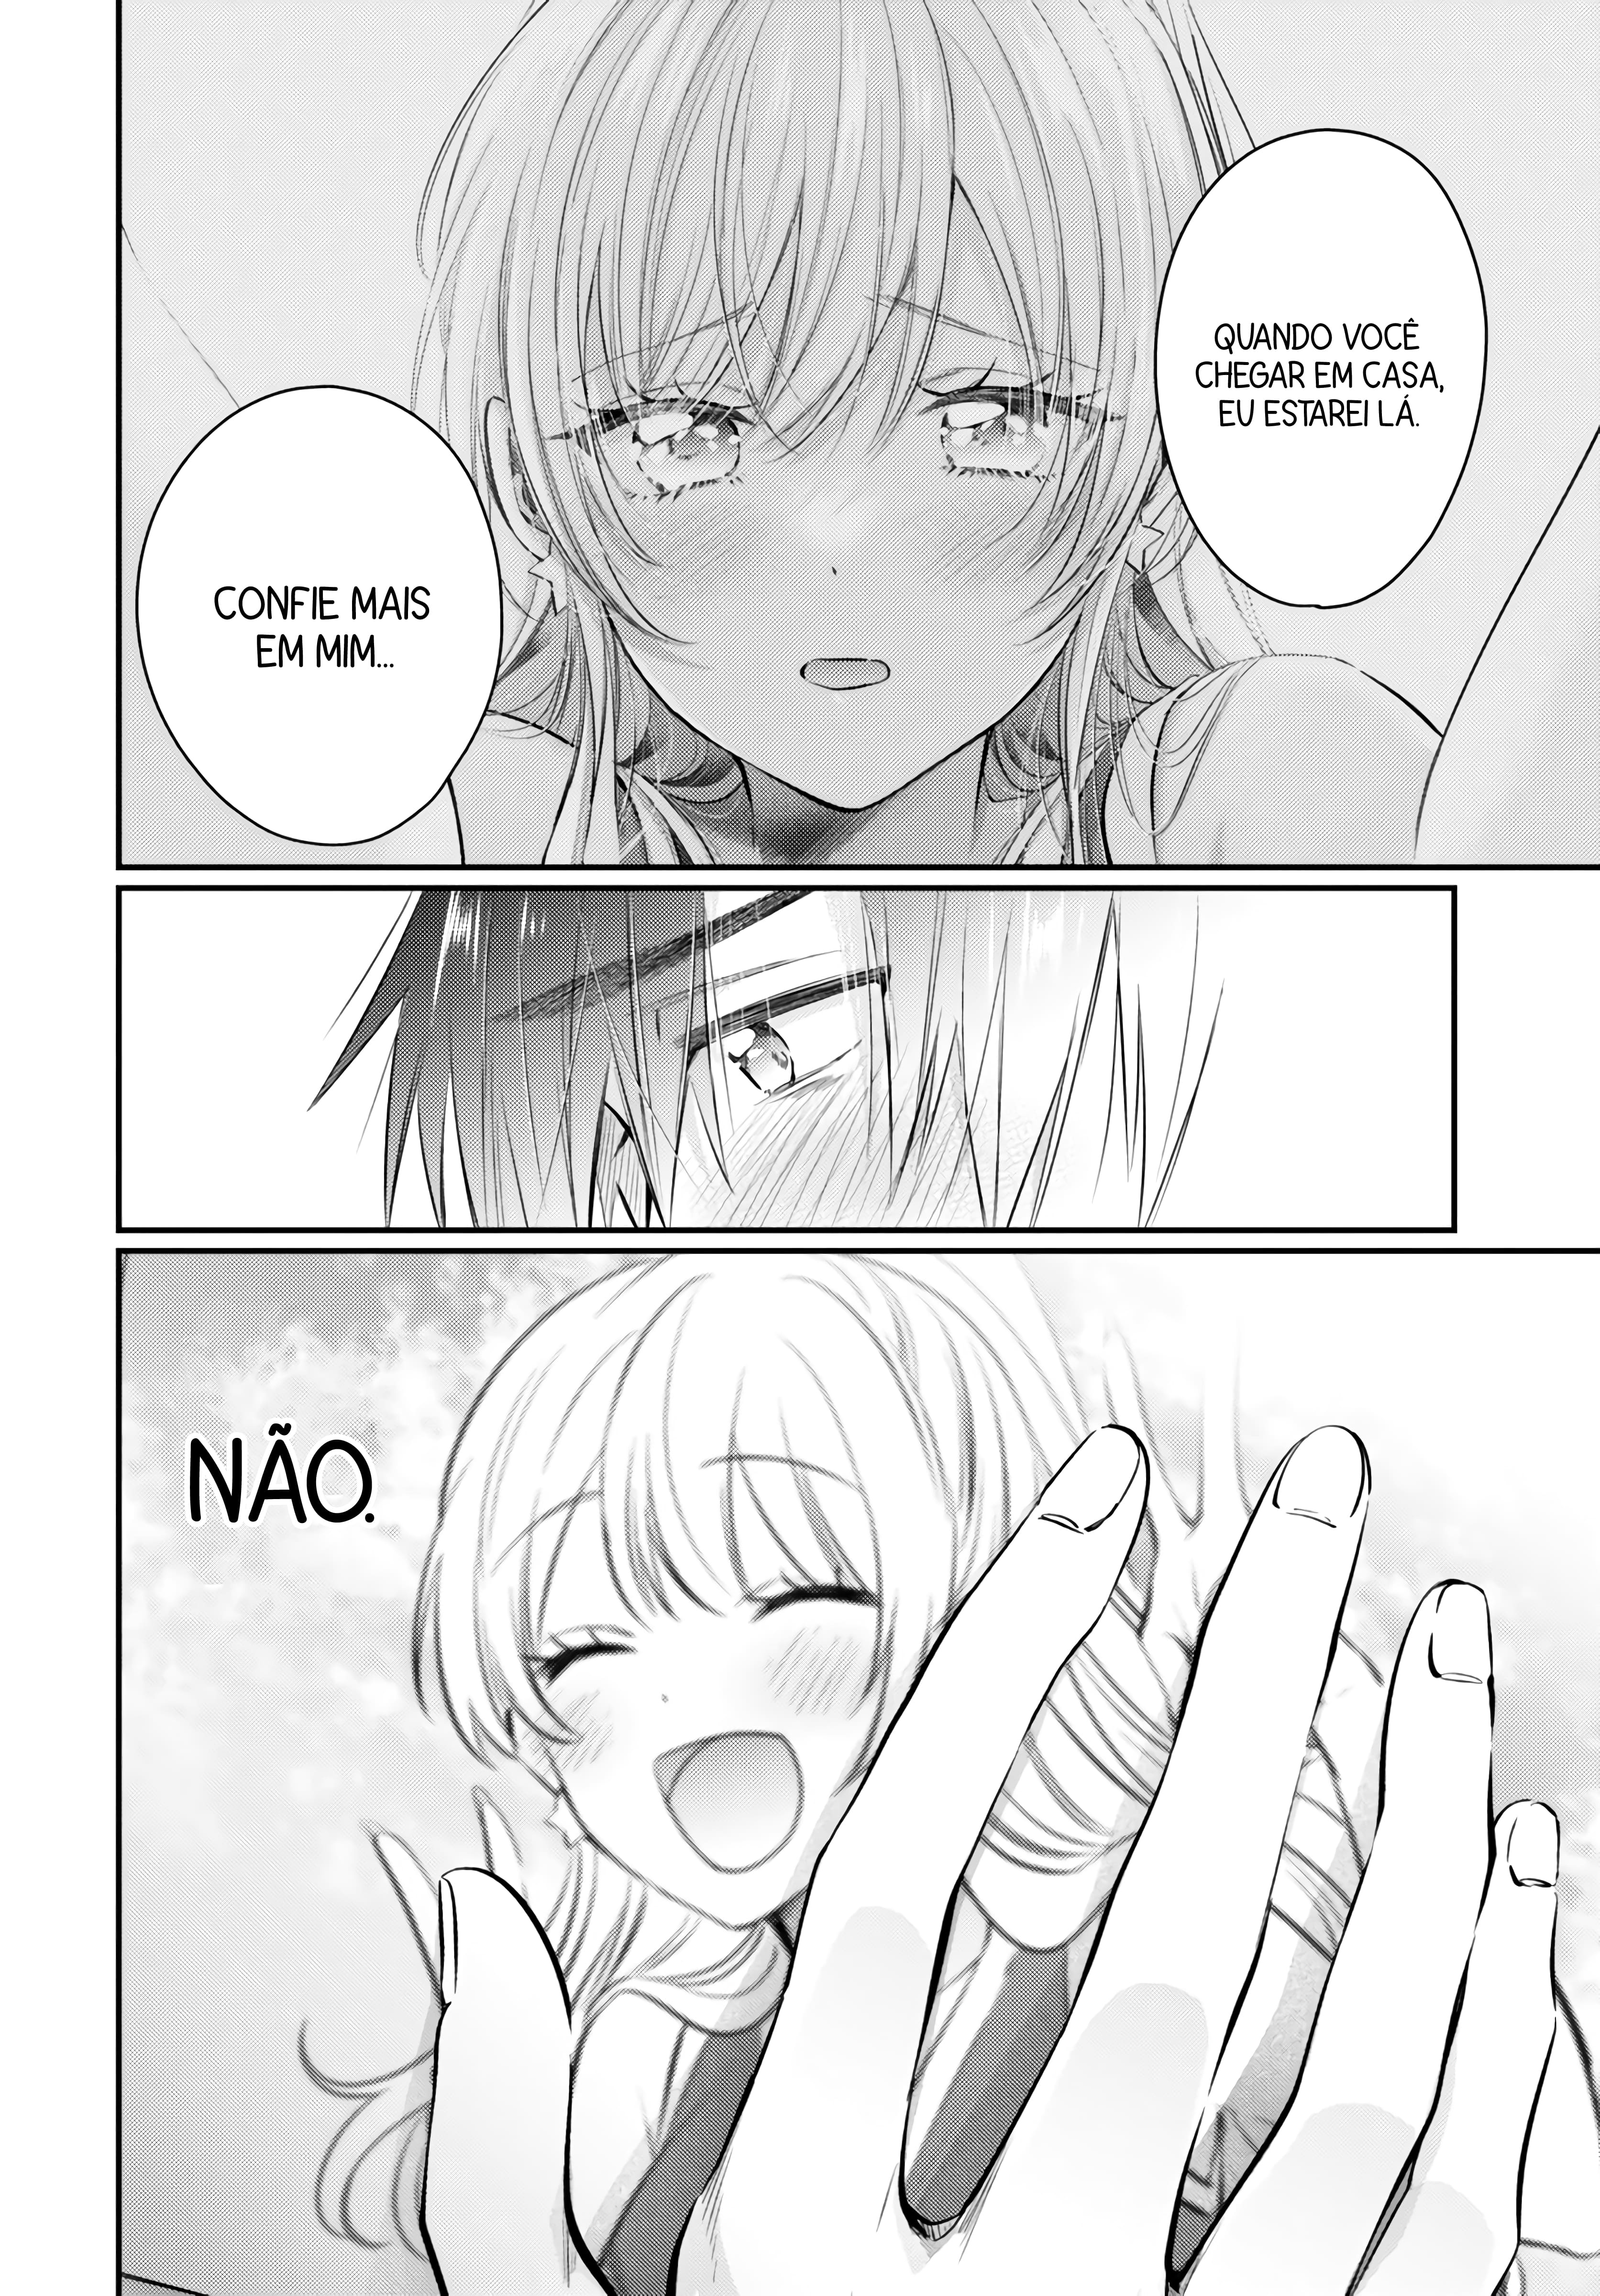 QUANDO VOCÊ
CHEGAR EM CASA,
EU ESTAREI LÁ.
CONFIE MAIS
EM MIM...
NÃO.